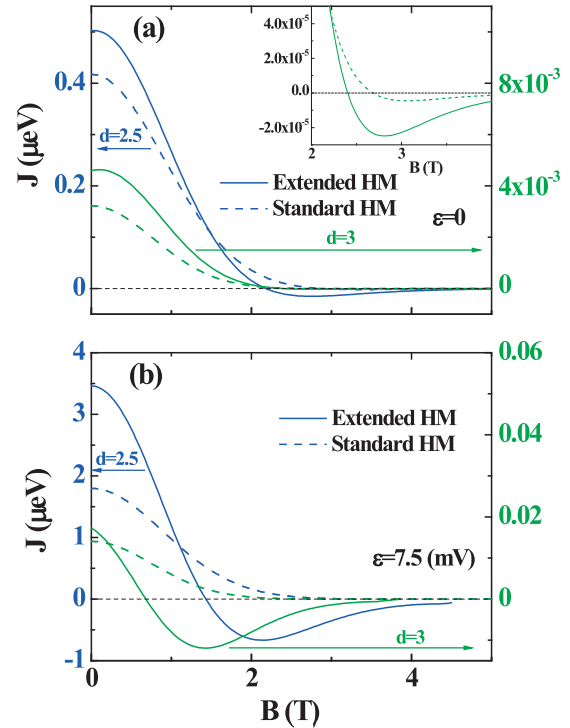 (a)
J (μeV)
0.4
0.2
0
8x10-3
4x10-3
0
4.0x10-5
2.0x10-5
0.0
-2.0x10-5
2
3
B (T)
d=2.5
Extended HM
Standard HM
ε=0
d=3
(b)
J (μeV)
4
3
2
1
0
-1
0.06
0.04
0.02
0
Extended HM
Standard HM
d=2.5
ε=7.5 (mV)
d=3
0
2
4
B (T)